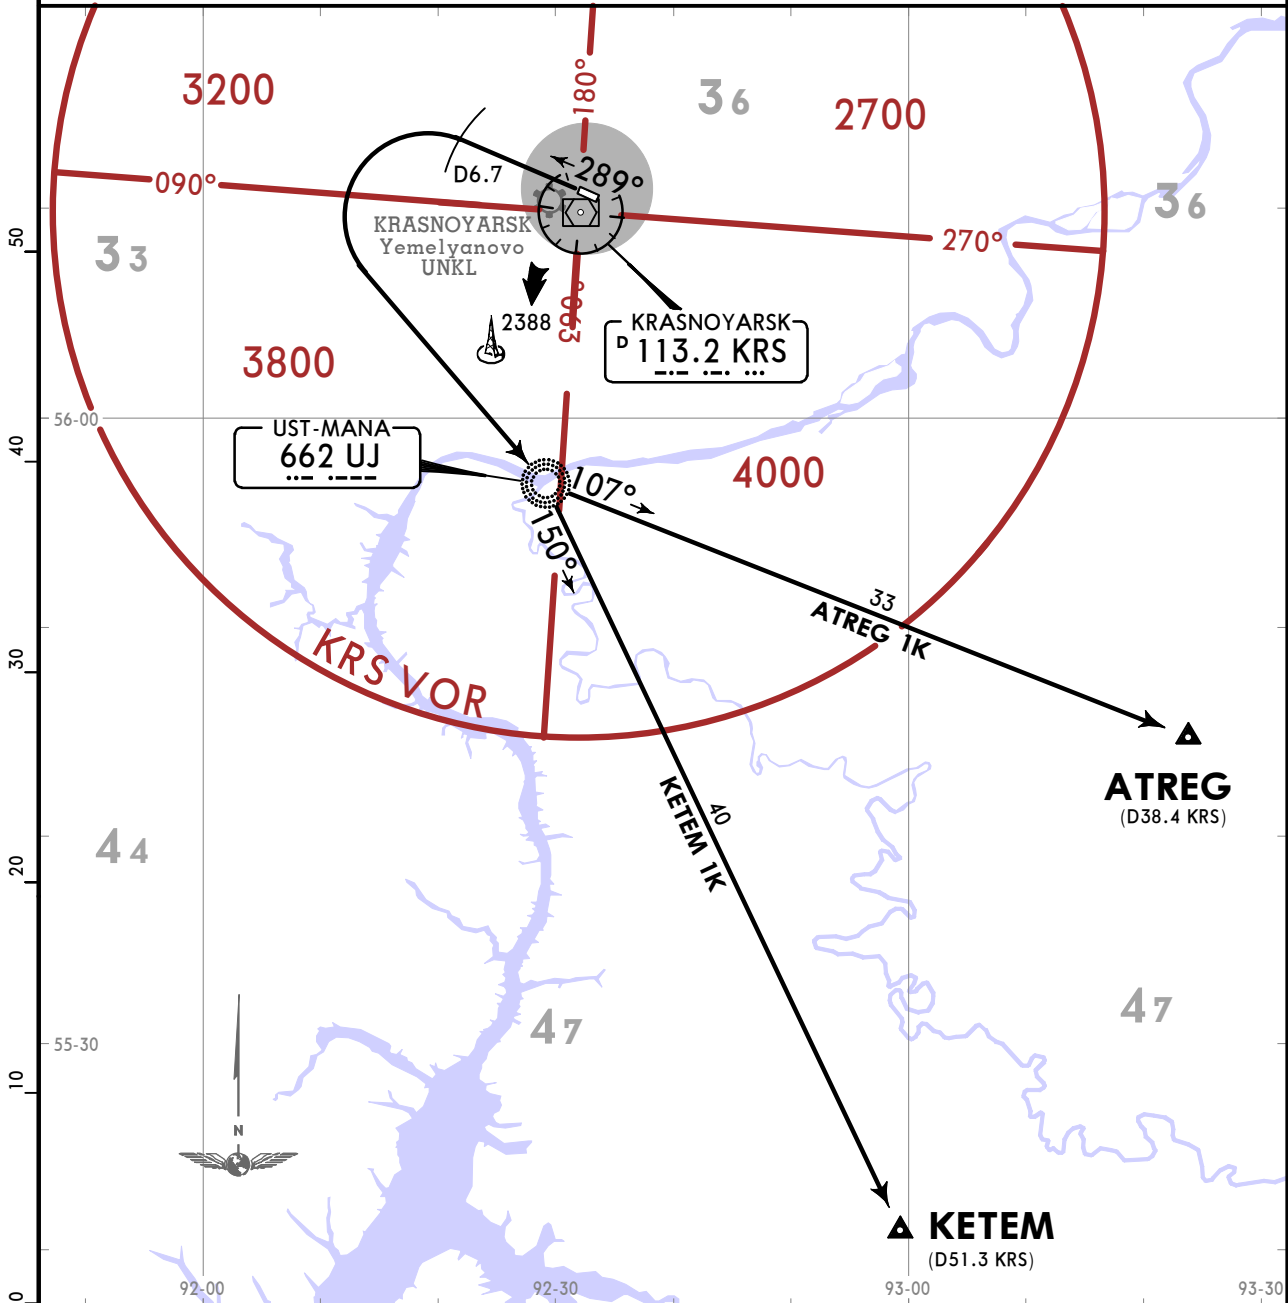 3200
180°
36
2700
289°
D6.7
090°
36
KRASNOYARSK
Yemelyanovo
UNKL
270°
33
50
2388
360°
KRASNOYARSK
D 113.2 KRS
3800
56-00
UST-MANA
662 UJ
40
4000
107°
150°
33
ATREG 1K
KRS VOR
30
ATREG
(D38.4 KRS)
40
KETEM 1K
44
20
47
47
55-30
10
N
KETEM
(D51.3 KRS)
0
92-00
92-30
93-00
93-30